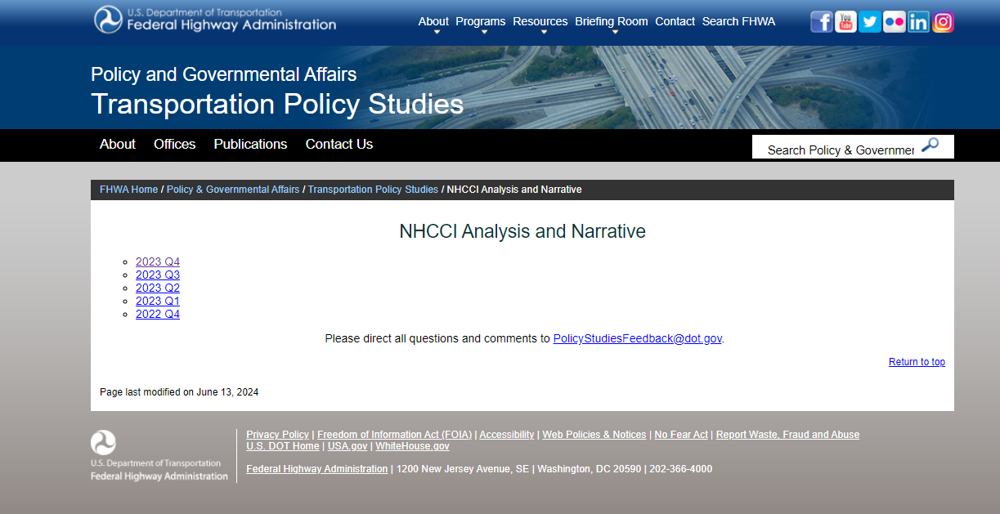 U.S. Department of Transportation
Federal Highway Administration
About Programs Resources Briefing Room Contact Search FHWA
f You Tube in
Policy and Governmental Affairs
Transportation Policy Studies
About Offices Publications Contact Us
Search Policy & Governmer
FHWA Home / Policy & Governmental Affairs / Transportation Policy Studies / NHCCI Analysis and Narrative
NHCCI Analysis and Narrative
2023 Q4
2023 Q3
2023 Q2
2023 Q1
2022 Q4
Please direct all questions and comments to PolicyStudiesFeedback@dot.gov.
Return to top
Page last modified on June 13, 2024
U.S. Department of Transportation
Federal Highway Administration
Privacy Policy | Freedom of Information Act (FOIA) | Accessibility | Web Policies & Notices | No Fear Act | Report Waste, Fraud and Abuse
U.S. DOT Home | USA.gov | WhiteHouse.gov
Federal Highway Administration | 1200 New Jersey Avenue, SE | Washington, DC 20590 | 202-366-4000